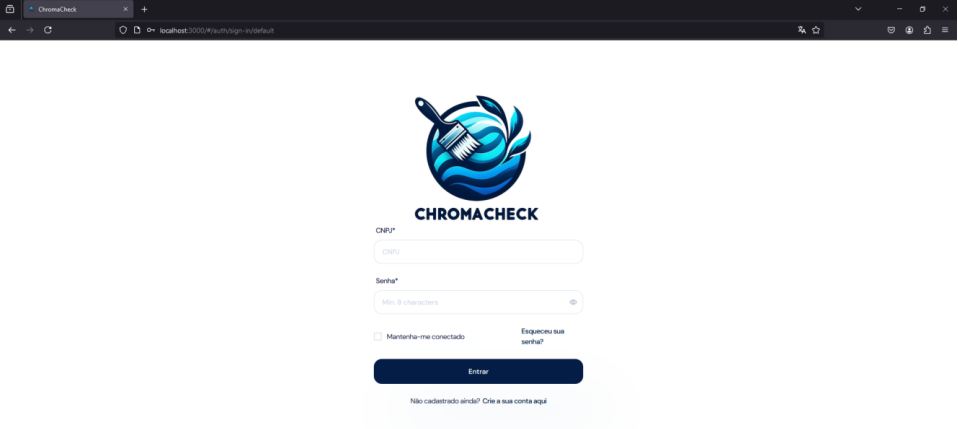 ChromaCheck
localhost:3000/#/auth/sign-in/default
CHROMACHECK
CNPJ*
CNPJ
Senha*
Min. 8 characters
Mantenha-me conectado
Esqueceu sua
senha?
Entrar
Não cadastrado ainda? Crie a sua conta aqui